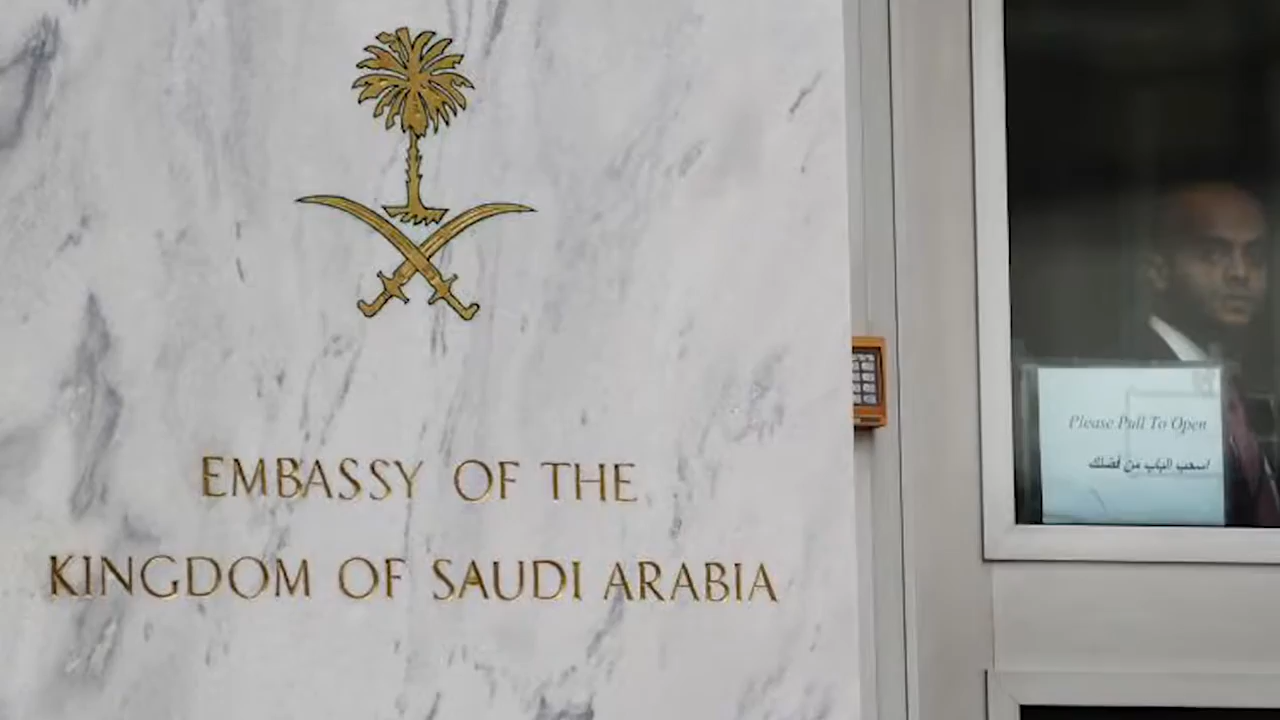 EMBASSY OF THE
KINGDOM OF SAUDI ARABIA
Please Pull To Open
اسحب الباب من فضلك